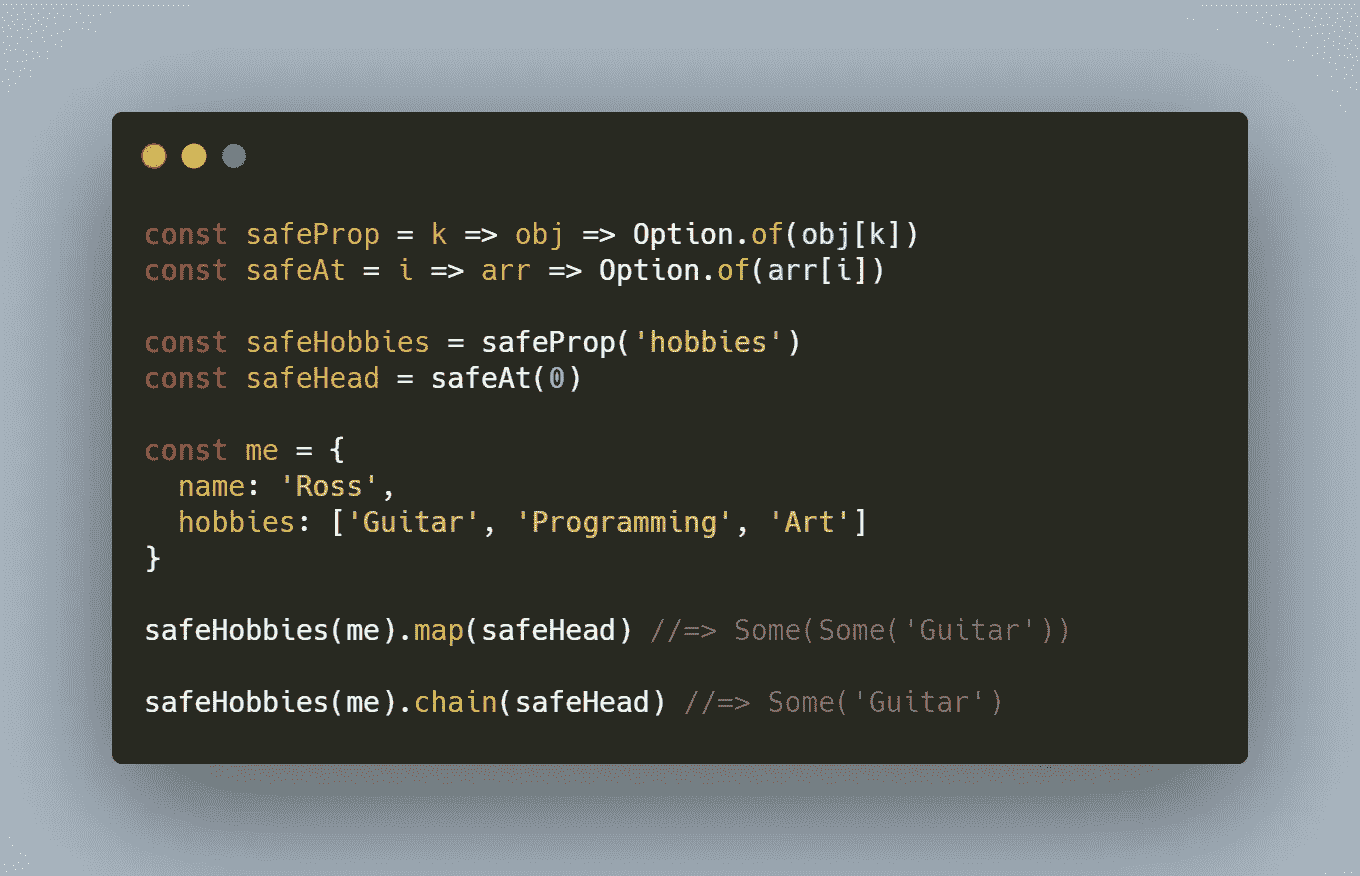 const safeProp = k => obj => Option.of(obj[k])
const safeAt = i => arr => Option.of(arr[i])
const safeHobbies = safeProp('hobbies')
const safeHead = safeAt(0)
const me = {
  name: 'Ross',
  hobbies: ['Guitar', 'Programming', 'Art']
}
safeHobbies(me).map(safeHead) //=> Some(Some('Guitar'))
safeHobbies(me).chain(safeHead) //=> Some('Guitar')